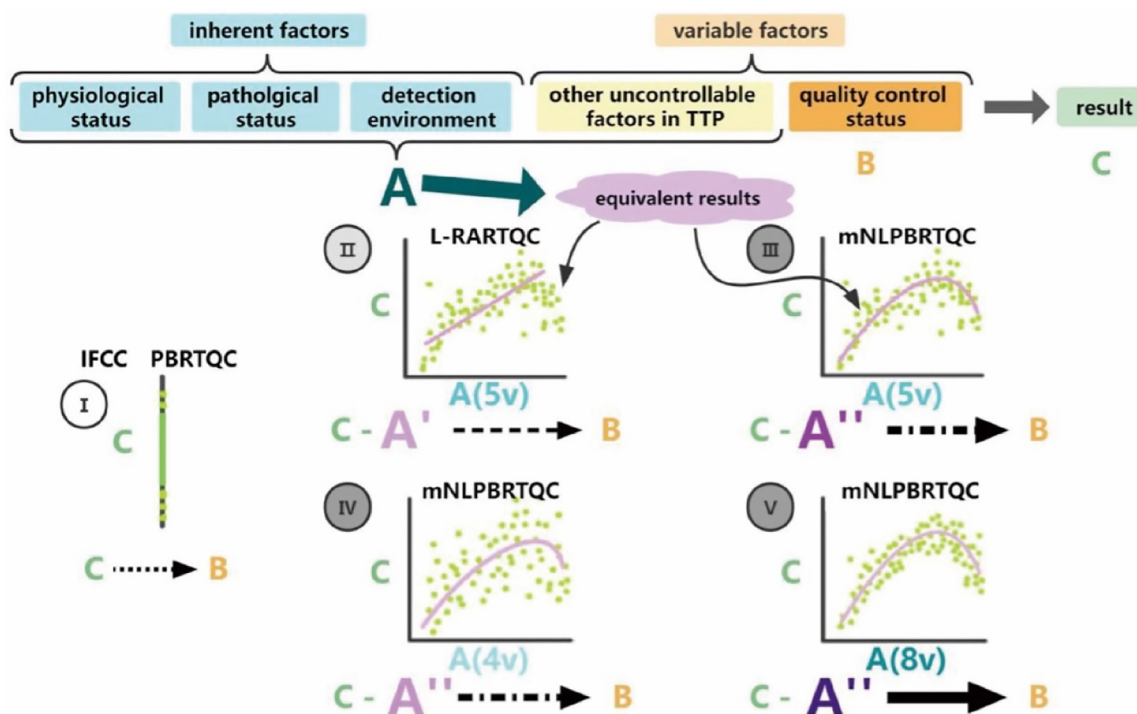 inherent factors
variable factors
physiological
status
patholgical
status
detection
environment
other uncontrollable
factors in TTP
quality control
status
result
A
B
C
equivalent results
II
L-RARTQC
C
A(5v)
C - A' B
III
mNLPBRTQC
C
A(5v)
C - A'' B
IFCC PBRTQC
I
C
C B
IV
mNLPBRTQC
C
A(4v)
C - A'' B
V
mNLPBRTQC
C
A(8v)
C - A'' B